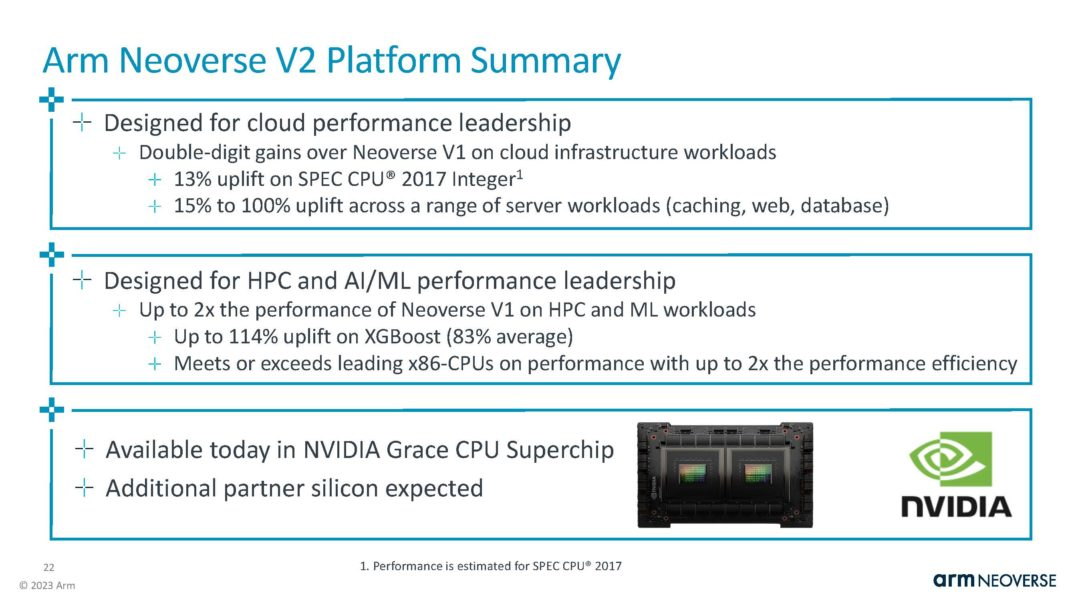 Arm Neoverse V2 Platform Summary
Designed for cloud performance leadership
Double-digit gains over Neoverse V1 on cloud infrastructure workloads
13% uplift on SPEC CPU® 2017 Integer¹
15% to 100% uplift across a range of server workloads (caching, web, database)
Designed for HPC and AI/ML performance leadership
Up to 2x the performance of Neoverse V1 on HPC and ML workloads
Up to 114% uplift on XGBoost (83% average)
Meets or exceeds leading x86-CPUs on performance with up to 2x the performance efficiency
Available today in NVIDIA Grace CPU Superchip
Additional partner silicon expected
NVIDIA
22
1. Performance is estimated for SPEC CPU® 2017
© 2023 Arm
arm NEOVERSE